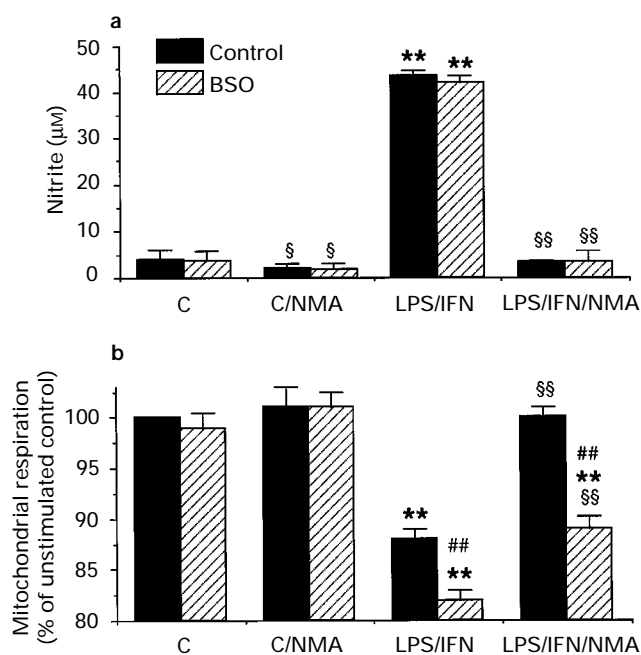 a
Control
BSO
Nitrite (μM)
50
40
30
20
10
0
** **
§ §
§§ §§
C C/NMA LPS/IFN LPS/IFN/NMA
b
Mitochondrial respiration
(% of unstimulated control)
100
95
90
85
80
**
##
**
§§
##
**
§§
C C/NMA LPS/IFN LPS/IFN/NMA